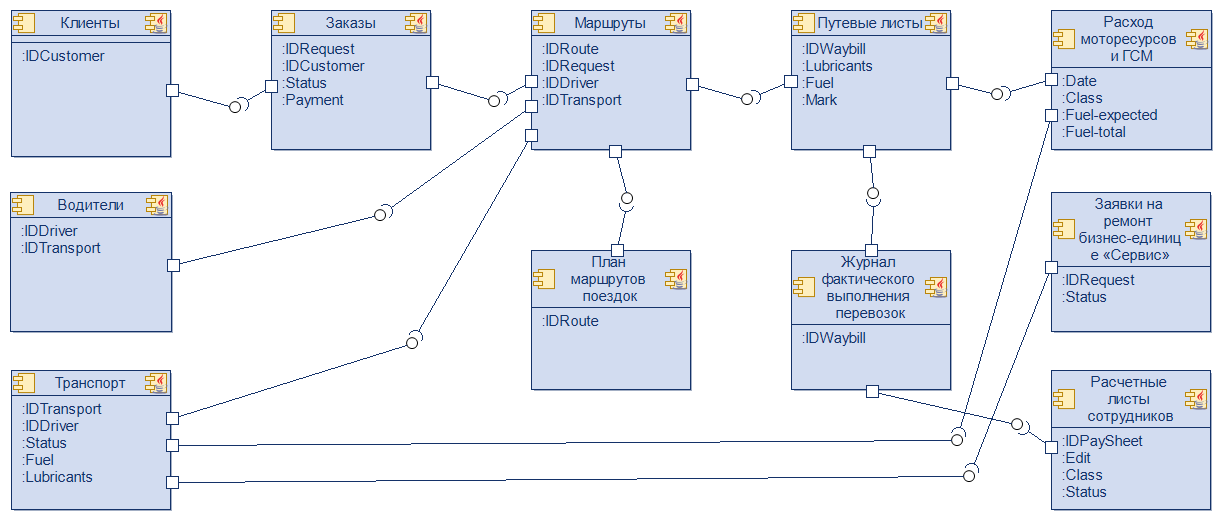 Клиенты
:IDCustomer
Заказы
:IDRequest
:IDCustomer
:Status
:Payment
Маршруты
:IDRoute
:IDRequest
:IDDriver
:IDTransport
Путевые листы
:IDWaybill
:Lubricants
:Fuel
:Mark
Расход
моторесурсов
и ГСМ
:Date
:Class
:Fuel-expected
:Fuel-total
Водители
:IDDriver
:IDTransport
План
маршрутов
поездок
:IDRoute
Журнал
фактического
выполнения
перевозок
:IDWaybill
Заявки на
ремонт
бизнес-единиц
е «Сервис»
:IDRequest
:Status
Транспорт
:IDTransport
:IDDriver
:Status
:Fuel
:Lubricants
Расчетные
листы
сотрудников
:IDPaySheet
:Edit
:Class
:Status